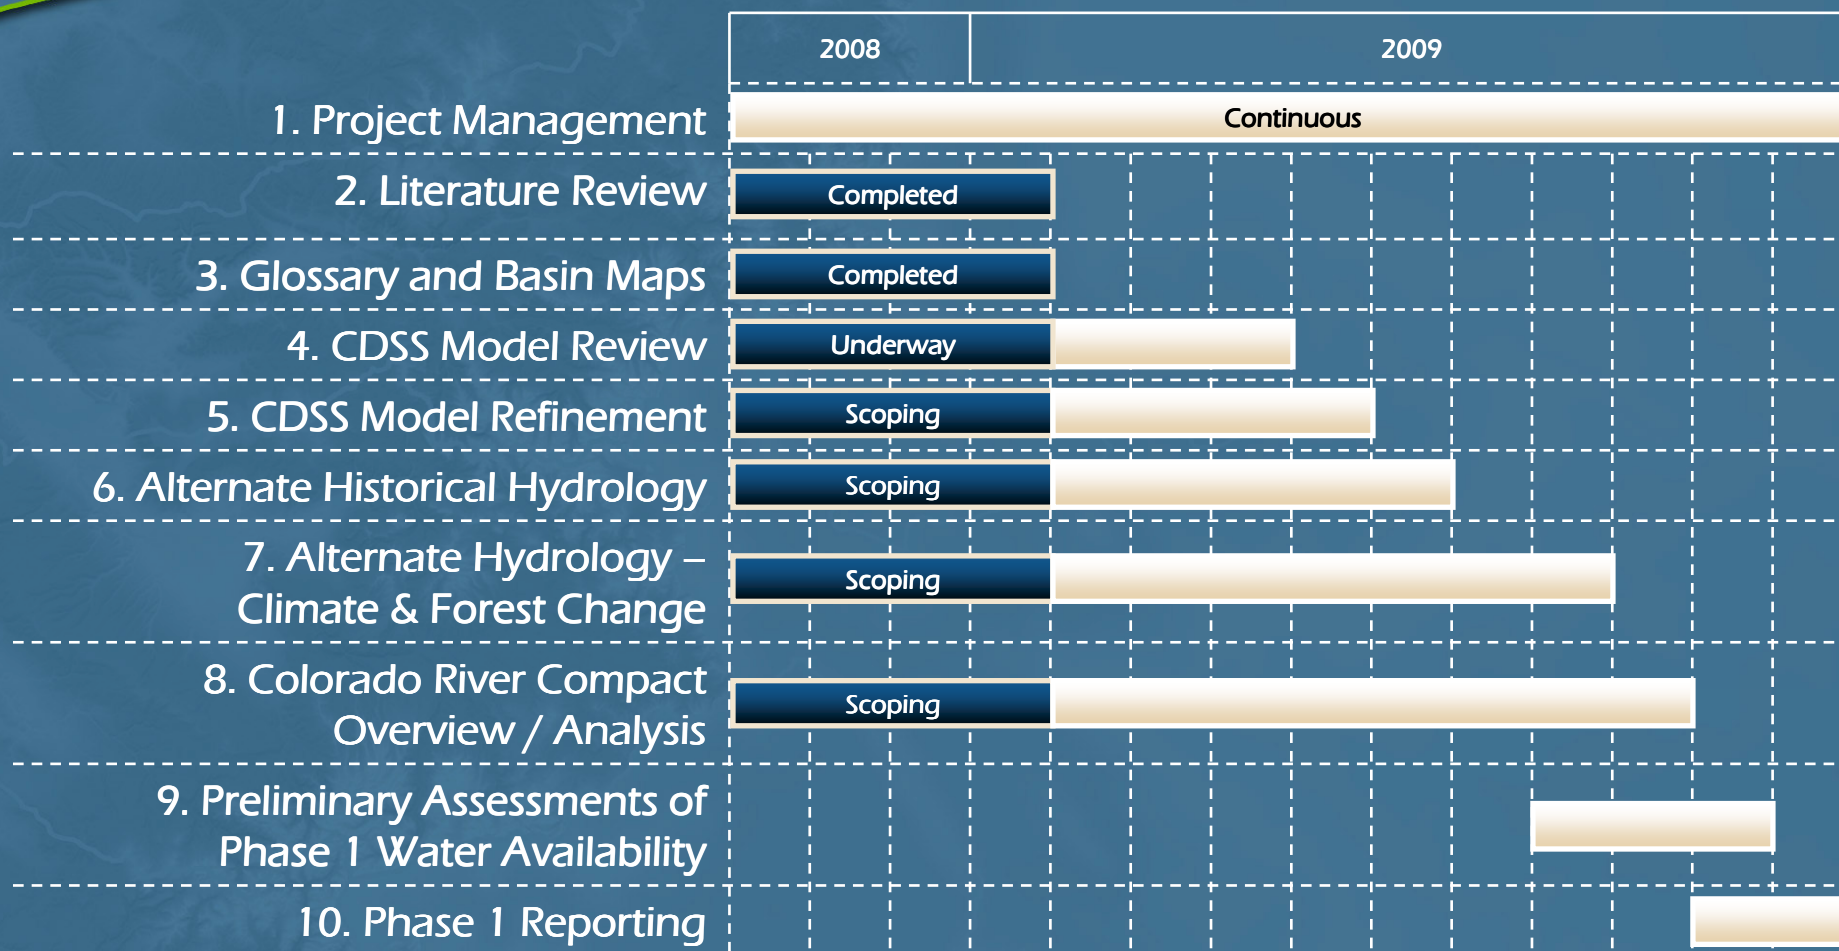 2008
2009
1. Project Management
Continuous
2. Literature Review
Completed
3. Glossary and Basin Maps
Completed
4. CDSS Model Review
Underway
5. CDSS Model Refinement
Scoping
6. Alternate Historical Hydrology
Scoping
7. Alternate Hydrology –
Climate & Forest Change
Scoping
8. Colorado River Compact
Overview / Analysis
Scoping
9. Preliminary Assessments of
Phase 1 Water Availability
10. Phase 1 Reporting